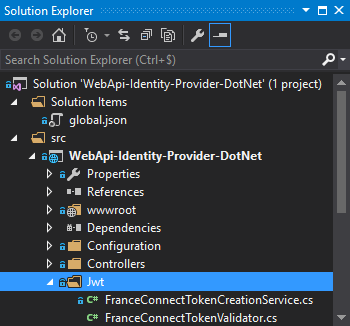 Solution Explorer
Search Solution Explorer (Ctrl+$)
Solution 'WebApi-Identity-Provider-DotNet' (1 project)
Solution Items
global.json
src
WebApi-Identity-Provider-DotNet
Properties
References
wwwroot
Dependencies
Configuration
Controllers
Jwt
C# FranceConnectTokenCreationService.cs
C# FranceConnectTokenValidator.cs